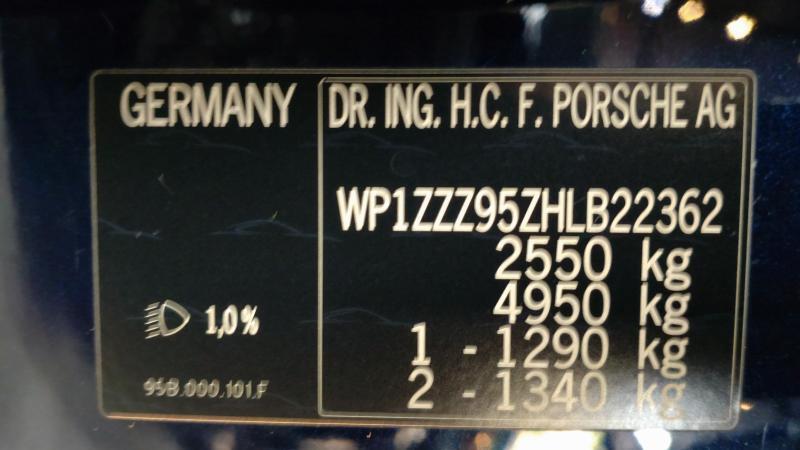 GERMANY
DR. ING. H.C. F. PORSCHE AG
WP1ZZZ95ZHLB22362
2550 kg
4950 kg
1 - 1290 kg
2 - 1340 kg
1,0%
95B.000.101.F